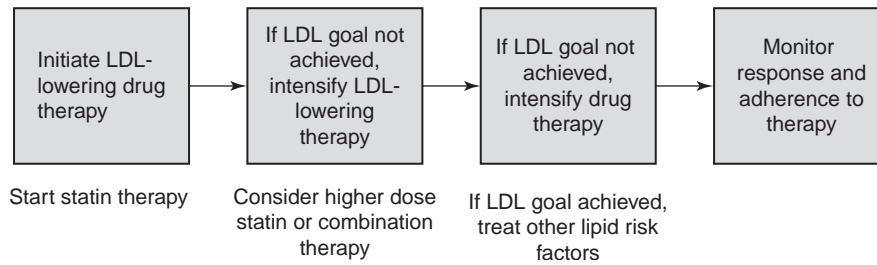 Initiate LDL-
lowering drug
therapy
If LDL goal not
achieved,
intensify LDL-
lowering
therapy
If LDL goal not
achieved,
intensify drug
therapy
Monitor
response and
adherence to
therapy
Start statin therapy
Consider higher dose
statin or combination
therapy
If LDL goal achieved,
treat other lipid risk
factors